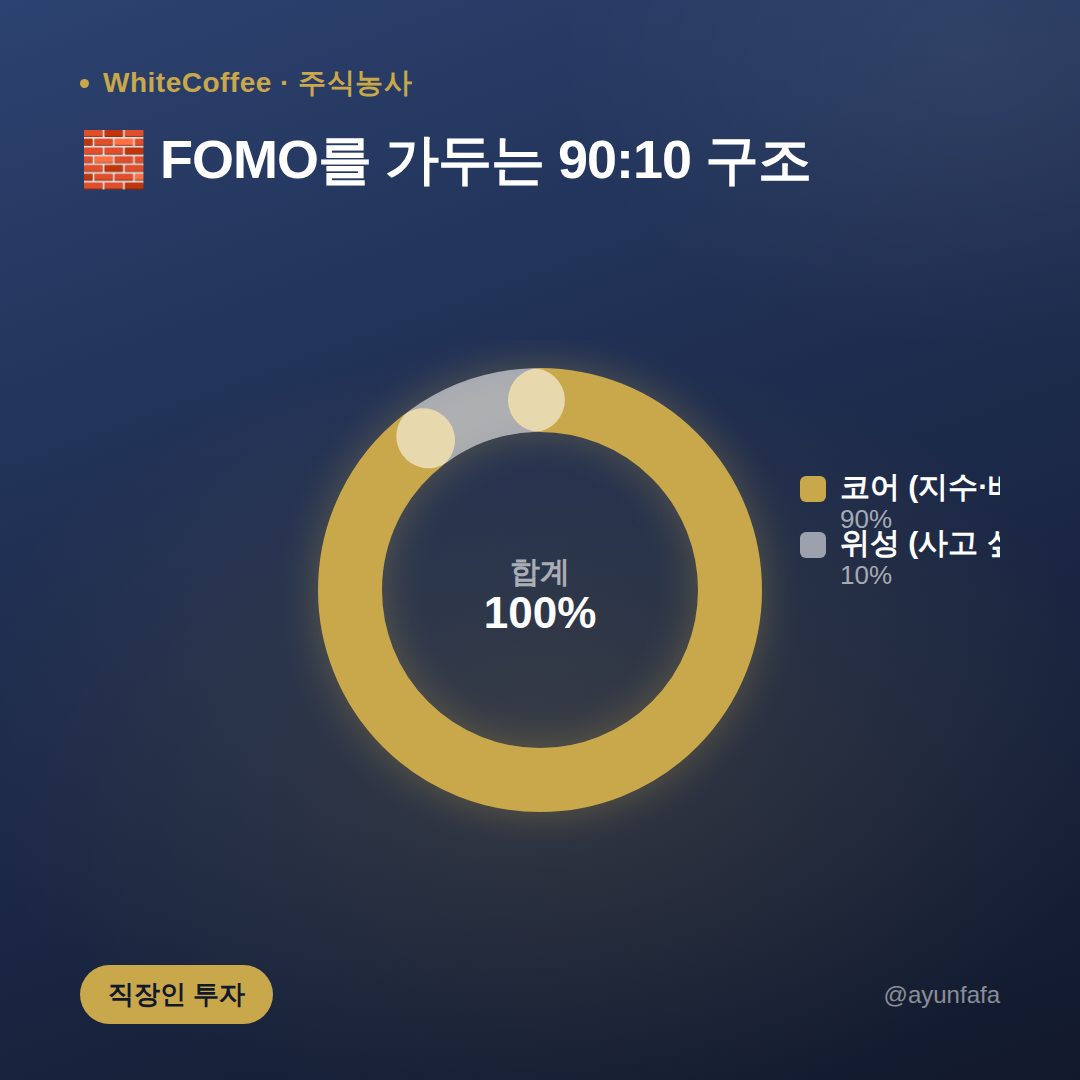 WhiteCoffee · 주식농사
🧱 FOMO를 가두는 90:10 구조
합계
100%
코어 (지수·
90%
위성 (사고
10%
직장인 투자
@ayunfafa